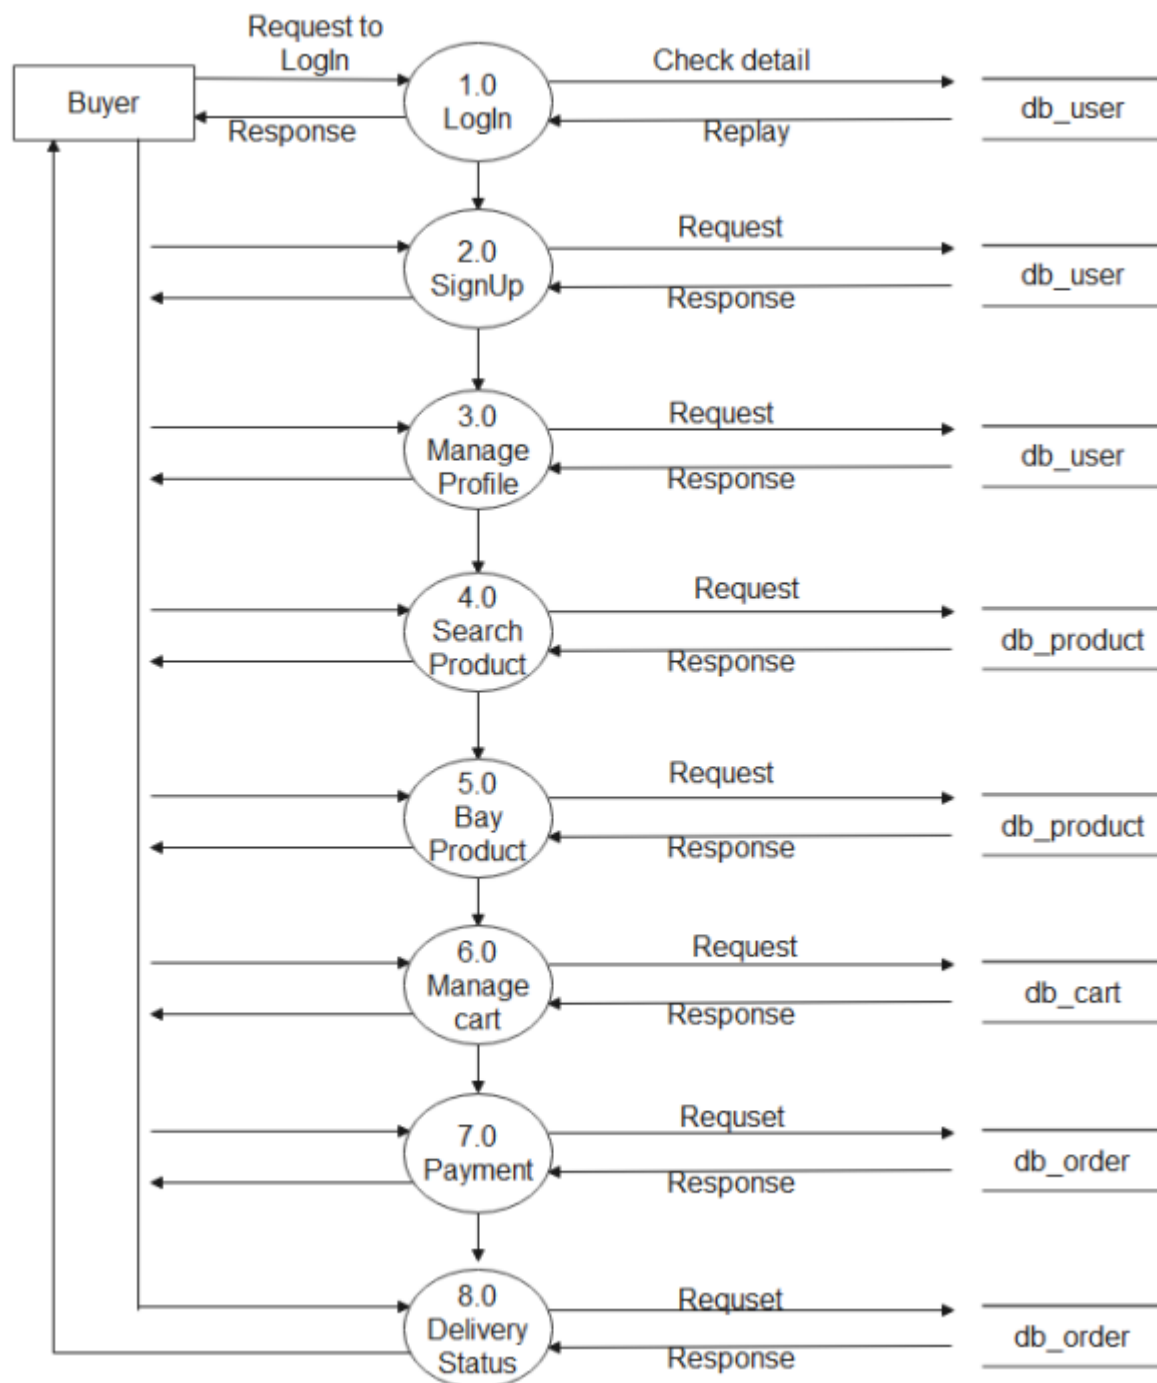 Request to
LogIn
Buyer
Response
1.0
LogIn
Check detail
Replay
db_user
2.0
SignUp
Request
Response
db_user
3.0
Manage
Profile
Request
Response
db_user
4.0
Search
Product
Request
Response
db_product
5.0
Bay
Product
Request
Response
db_product
6.0
Manage
cart
Request
Response
db_cart
7.0
Payment
Requset
Response
db_order
8.0
Delivery
Status
Requset
Response
db_order